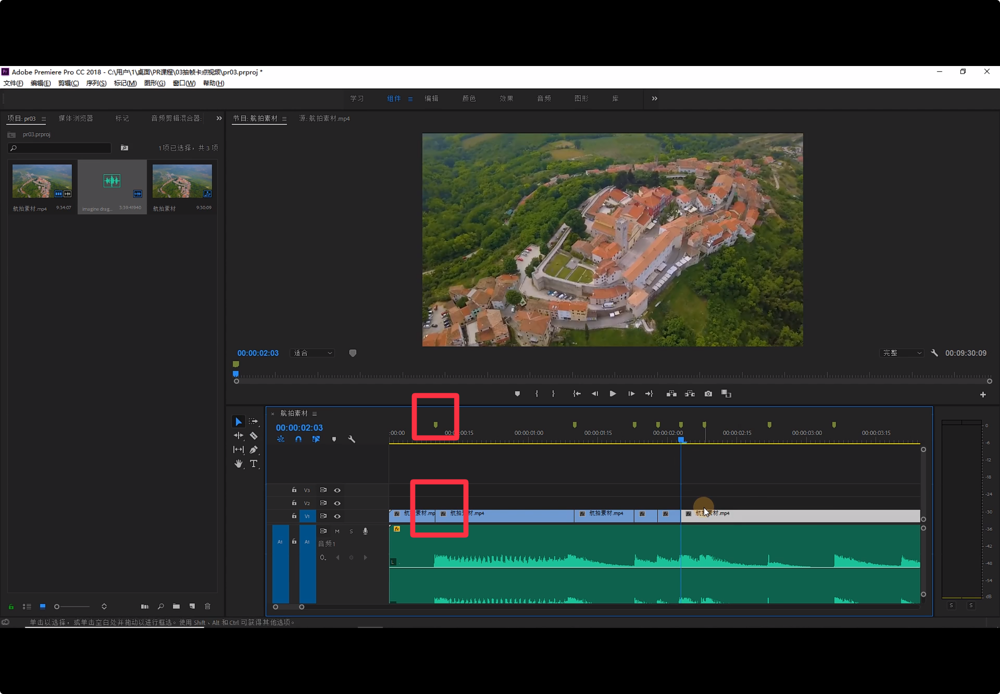 Pr Adobe Premiere Pro CC 2018 - C:\用户\1\桌面\PR课程\03抽帧卡点视频\pr03.prproj *
文件(F) 编辑(E) 剪辑(C) 序列(S) 标记(M) 图形(G) 窗口(W) 帮助(H)
学习 组件 编辑 颜色 效果 音频 图形 库
项目: pr03 媒体浏览器 标记 音频剪辑混合器:
节目: 航拍素材 源: 航拍素材.mp4
pr03.prproj
1项已选择，共 3 项
航拍素材.mp4 9:34:07
imagine drag... 3:39:41940
航拍素材 9:30:09
00:00:02:03 适合 完整 00:09:30:09
航拍素材
00:00:02:03
:00:00 00:00:00:15 00:00:01:00 00:00:01:15 00:00:02:00 00:00:02:15 00:00:03:00 00:00:03:15
V3
V2
V1
航拍素材.mp 航拍素材.mp4 航拍素材.mp4 航拍素材.mp4
fx fx fx fx fx fx
fx
M S
A1 A1
音频1
L
0
-6
-12
-18
-24
-30
-36
-42
-48
-54
dB
S S
单击以选择，或单击空白处并拖动以进行框选。使用 Shift、Alt 和 Ctrl 可获得其他选项。